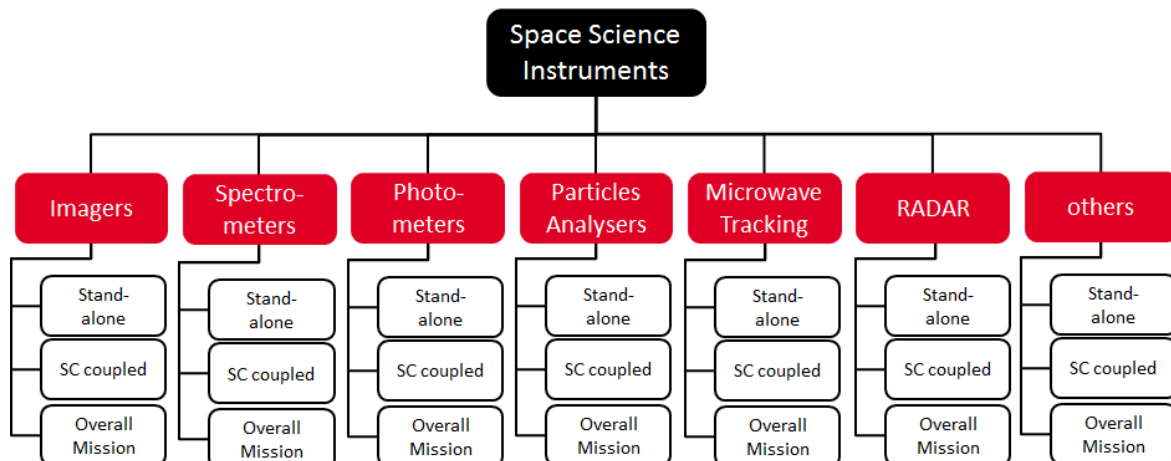 Space Science
Instruments
Imagers
Spectro-
meters
Photo-
meters
Particles
Analysers
Microwave
Tracking
RADAR
others
Stand-
alone
SC coupled
Overall
Mission
Stand-
alone
SC coupled
Overall
Mission
Stand-
alone
SC coupled
Overall
Mission
Stand-
alone
SC coupled
Overall
Mission
Stand-
alone
SC coupled
Overall
Mission
Stand-
alone
SC coupled
Overall
Mission
Stand-
alone
SC coupled
Overall
Mission